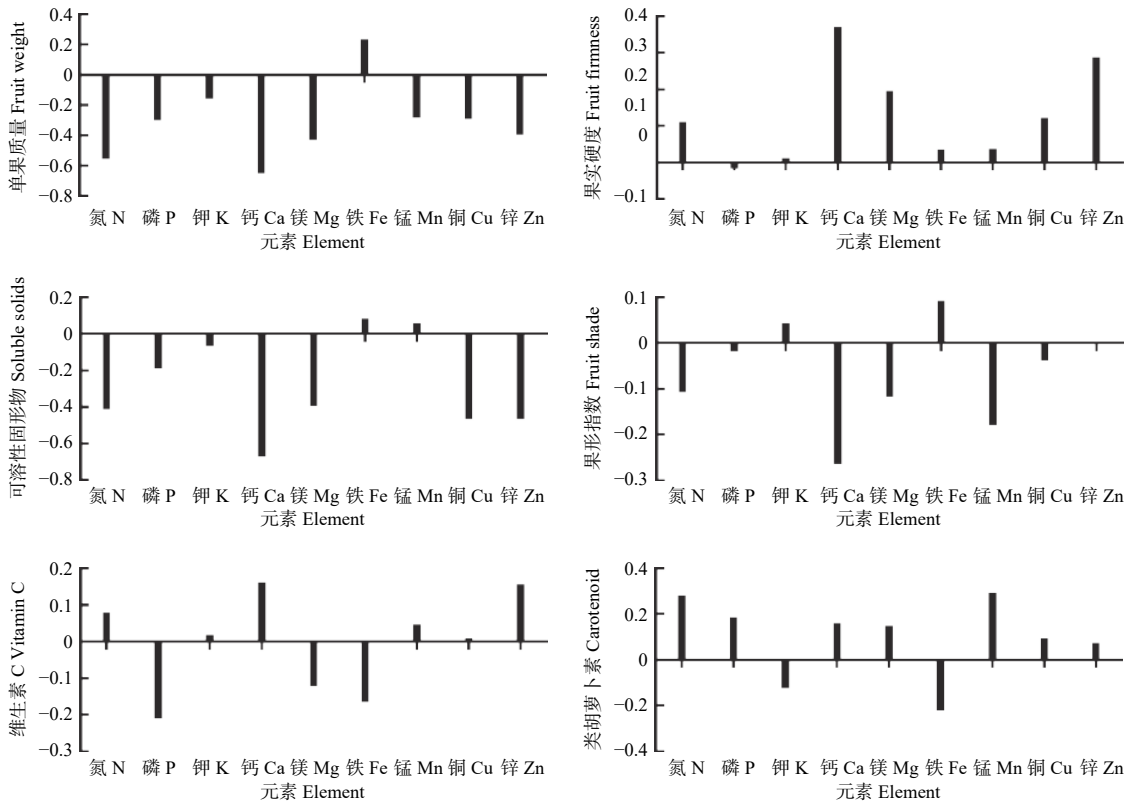 单果质量 Fruit weight
0.4
0.2
0
−0.2
−0.4
−0.6
−0.8
氮 N 磷 P 钾 K 钙 Ca 镁 Mg 铁 Fe 锰 Mn 铜 Cu 锌 Zn
元素 Element
果实硬度 Fruit firmness
0.4
0.3
0.2
0.1
0
−0.1
氮 N 磷 P 钾 K 钙 Ca 镁 Mg 铁 Fe 锰 Mn 铜 Cu 锌 Zn
元素 Element
可溶性固形物 Soluble solids
0.2
0
−0.2
−0.4
−0.6
−0.8
氮 N 磷 P 钾 K 钙 Ca 镁 Mg 铁 Fe 锰 Mn 铜 Cu 锌 Zn
元素 Element
果形指数 Fruit shade
0.1
0
−0.1
−0.2
−0.3
氮 N 磷 P 钾 K 钙 Ca 镁 Mg 铁 Fe 锰 Mn 铜 Cu 锌 Zn
元素 Element
维生素 C Vitamin C
0.2
0.1
0
−0.1
−0.2
−0.3
氮 N 磷 P 钾 K 钙 Ca 镁 Mg 铁 Fe 锰 Mn 铜 Cu 锌 Zn
元素 Element
类胡萝卜素 Carotenoid
0.4
0.2
0
−0.2
−0.4
氮 N 磷 P 钾 K 钙 Ca 镁 Mg 铁 Fe 锰 Mn 铜 Cu 锌 Zn
元素 Element